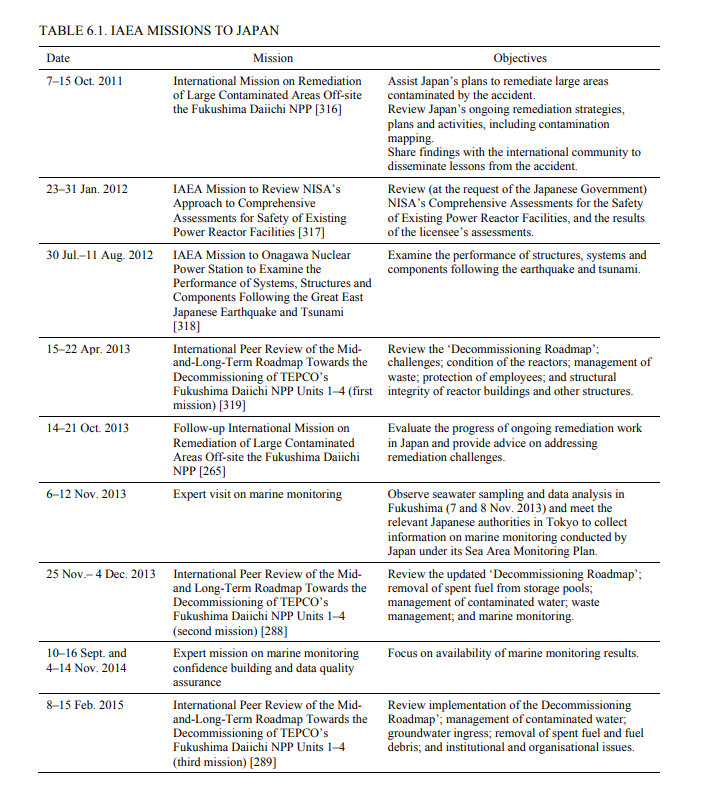 TABLE 6.1. IAEA MISSIONS TO JAPAN
Date Mission Objectives
7–15 Oct. 2011 International Mission on Remediation of Large Contaminated Areas Off-site the Fukushima Daiichi NPP [316]
Assist Japan’s plans to remediate large areas
contaminated by the accident.
Review Japan’s ongoing remediation strategies,
plans and activities, including contamination
mapping.
Share findings with the international community to
disseminate lessons from the accident.
23–31 Jan. 2012
IAEA Mission to Review NISA’s
Approach to Comprehensive
Assessments for Safety of Existing
Power Reactor Facilities [317]
Review (at the request of the Japanese Government)
NISA’s Comprehensive Assessments for the Safety
of Existing Power Reactor Facilities, and the results
of the licensee’s assessments.
30 Jul.–11 Aug. 2012
IAEA Mission to Onagawa Nuclear
Power Station to Examine the
Performance of Systems, Structures and
Components Following the Great East
Japanese Earthquake and Tsunami
[318]
Examine the performance of structures, systems and
components following the earthquake and tsunami.
15–22 Apr. 2013
International Peer Review of the Mid-
and-Long-Term Roadmap Towards the
Decommissioning of TEPCO’s
Fukushima Daiichi NPP Units 1–4 (first
mission) [319]
Review the ‘Decommissioning Roadmap’;
challenges; condition of the reactors; management of
waste; protection of employees; and structural
integrity of reactor buildings and other structures.
14–21 Oct. 2013
Follow-up International Mission on
Remediation of Large Contaminated
Areas Off-site the Fukushima Daiichi
NPP [265]
Evaluate the progress of ongoing remediation work
in Japan and provide advice on addressing
remediation challenges.
6–12 Nov. 2013
Expert visit on marine monitoring
Observe seawater sampling and data analysis in
Fukushima (7 and 8 Nov. 2013) and meet the
relevant Japanese authorities in Tokyo to collect
information on marine monitoring conducted by
Japan under its Sea Area Monitoring Plan.
25 Nov.– 4 Dec. 2013
International Peer Review of the Mid-
and Long-Term Roadmap Towards the
Decommissioning of TEPCO’s
Fukushima Daiichi NPP Units 1–4
(second mission) [288]
Review the updated ‘Decommissioning Roadmap’;
removal of spent fuel from storage pools;
management of contaminated water; waste
management; and marine monitoring.
10–16 Sept. and
4–14 Nov. 2014
Expert mission on marine monitoring
confidence building and data quality
assurance
Focus on availability of marine monitoring results.
8–15 Feb. 2015
International Peer Review of the Mid-
and-Long-Term Roadmap Towards the
Decommissioning of TEPCO’s
Fukushima Daiichi NPP Units 1–4
(third mission) [289]
Review implementation of the Decommissioning
Roadmap’; management of contaminated water;
groundwater ingress; removal of spent fuel and fuel
debris; and institutional and organisational issues.